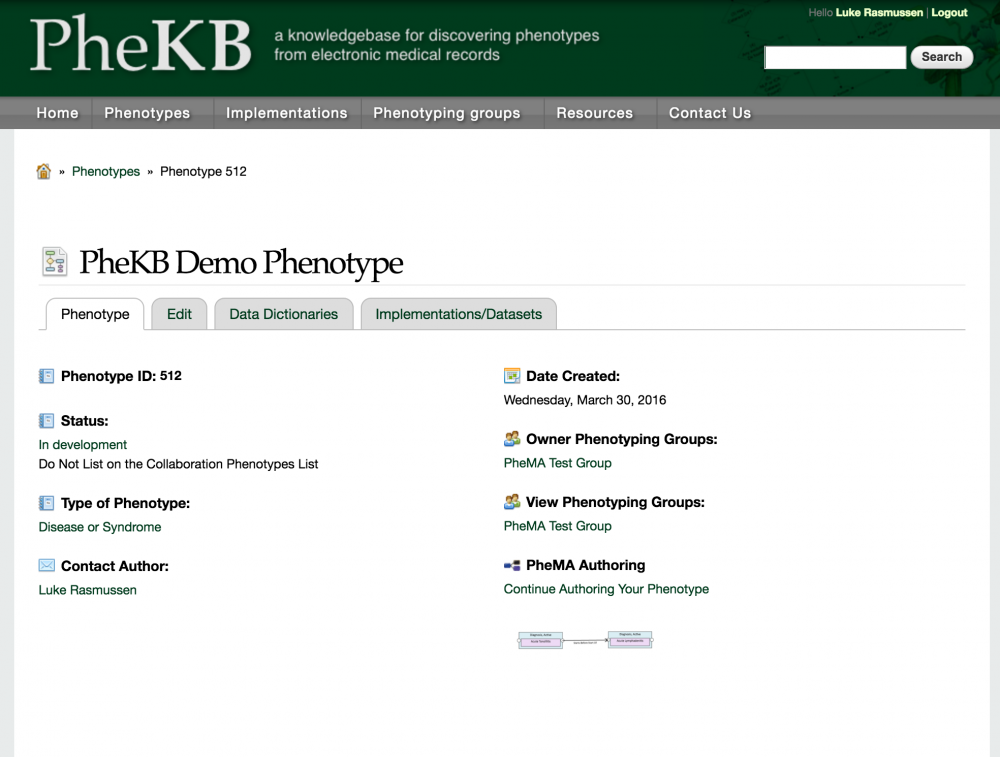 Hello Luke Rasmussen | Logout
PheKB
a knowledgebase for discovering phenotypes
from electronic medical records
Search
Home Phenotypes Implementations Phenotyping groups Resources Contact Us
» Phenotypes » Phenotype 512
PheKB Demo Phenotype
Phenotype Edit Data Dictionaries Implementations/Datasets
Phenotype ID: 512
Status:
In development
Do Not List on the Collaboration Phenotypes List
Type of Phenotype:
Disease or Syndrome
Contact Author:
Luke Rasmussen
Date Created:
Wednesday, March 30, 2016
Owner Phenotyping Groups:
PheMA Test Group
View Phenotyping Groups:
PheMA Test Group
PheMA Authoring
Continue Authoring Your Phenotype